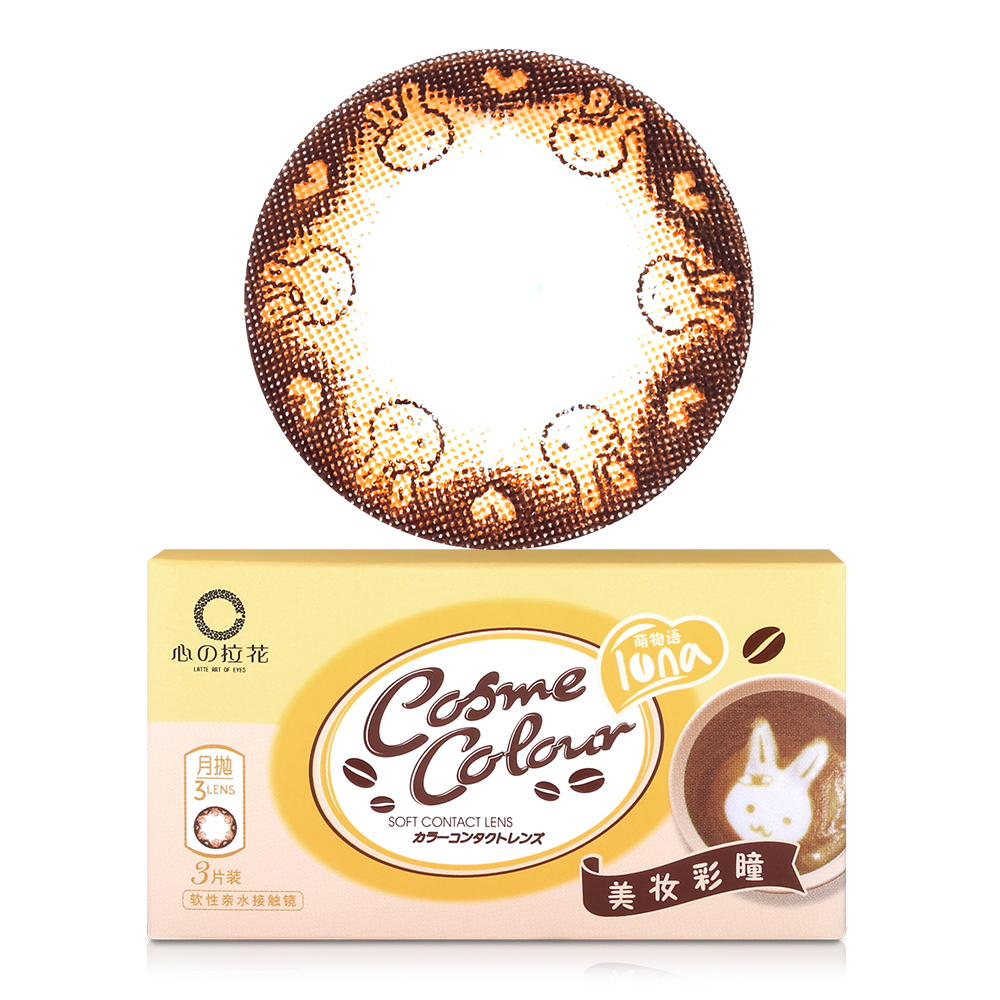 心の拉花
LATTE ART OF EYES
萌物语
luna
Cosme
Colour
月抛
3 LENS
3片装
软性亲水接触镜
SOFT CONTACT LENS
カラーコンタクトレンズ
美妆彩瞳